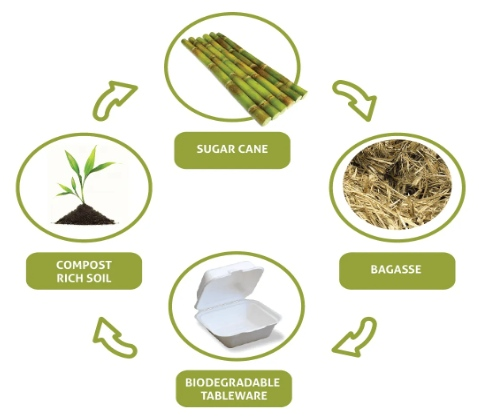 SUGAR CANE
BAGASSE
BIODEGRADABLE
TABLEWARE
COMPOST
RICH SOIL